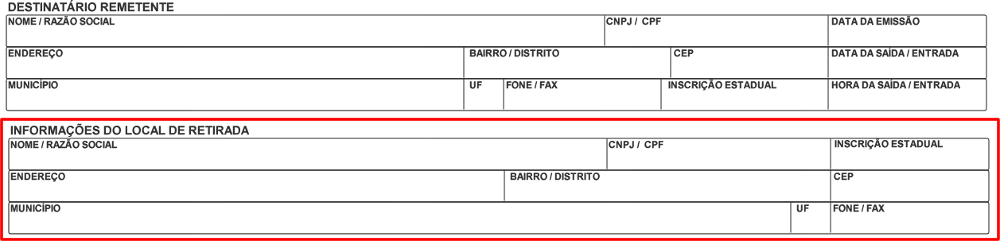 DESTINATÁRIO REMETENTE
NOME / RAZÃO SOCIAL CNPJ / CPF DATA DA EMISSÃO
ENDEREÇO BAIRRO / DISTRITO CEP DATA DA SAÍDA / ENTRADA
MUNICÍPIO UF FONE / FAX INSCRIÇÃO ESTADUAL HORA DA SAÍDA / ENTRADA
INFORMAÇÕES DO LOCAL DE RETIRADA
NOME / RAZÃO SOCIAL CNPJ / CPF INSCRIÇÃO ESTADUAL
ENDEREÇO BAIRRO / DISTRITO CEP
MUNICÍPIO UF FONE / FAX